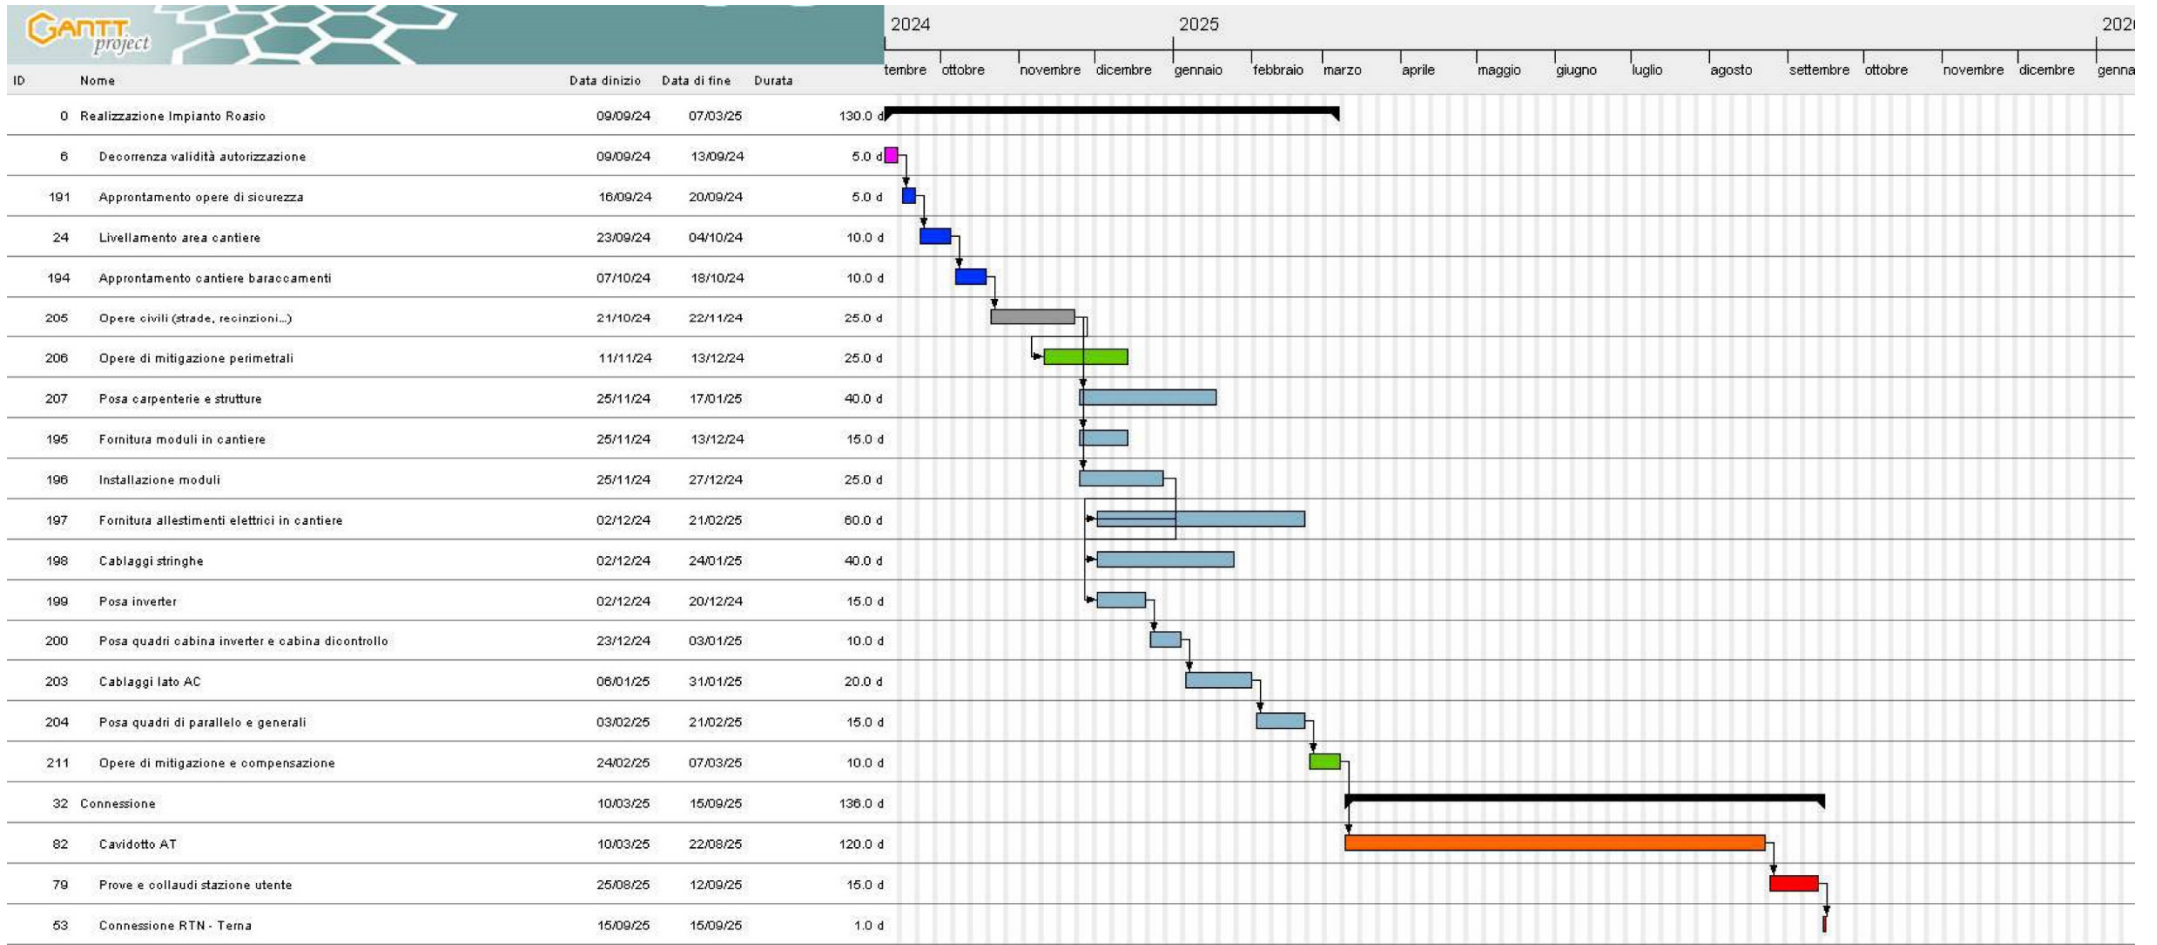 GANTT project
2024 2025 2026
tembre ottobre novembre dicembre gennaio febbraio marzo aprile maggio giugno luglio agosto settembre ottobre novembre dicembre genna
ID Nome Data dinizio Data di fine Durata
0 Realizzazione Impianto Roasio 09/09/24 07/03/25 130.0 d
6 Decorrenza validità autorizzazione 09/09/24 13/09/24 5.0 d
191 Approntamento opere di sicurezza 16/09/24 20/09/24 5.0 d
24 Livellamento area cantiere 23/09/24 04/10/24 10.0 d
194 Approntamento cantiere baraccamenti 07/10/24 18/10/24 10.0 d
205 Opere civili (strade, recinzioni...) 21/10/24 22/11/24 25.0 d
206 Opere di mitigazione perimetrali 11/11/24 13/12/24 25.0 d
207 Posa carpenterie e strutture 25/11/24 17/01/25 40.0 d
195 Fornitura moduli in cantiere 25/11/24 13/12/24 15.0 d
196 Installazione moduli 25/11/24 27/12/24 25.0 d
197 Fornitura allestimenti elettrici in cantiere 02/12/24 21/02/25 60.0 d
198 Cablaggi stringhe 02/12/24 24/01/25 40.0 d
199 Posa inverter 02/12/24 20/12/24 15.0 d
200 Posa quadri cabina inverter e cabina dicontrollo 23/12/24 03/01/25 10.0 d
203 Cablaggi lato AC 06/01/25 31/01/25 20.0 d
204 Posa quadri di parallelo e generali 03/02/25 21/02/25 15.0 d
211 Opere di mitigazione e compensazione 24/02/25 07/03/25 10.0 d
32 Connessione 10/03/25 15/09/25 136.0 d
82 Cavidotto AT 10/03/25 22/08/25 120.0 d
79 Prove e collaudi stazione utente 25/08/25 12/09/25 15.0 d
53 Connessione RTN - Terna 15/09/25 15/09/25 1.0 d